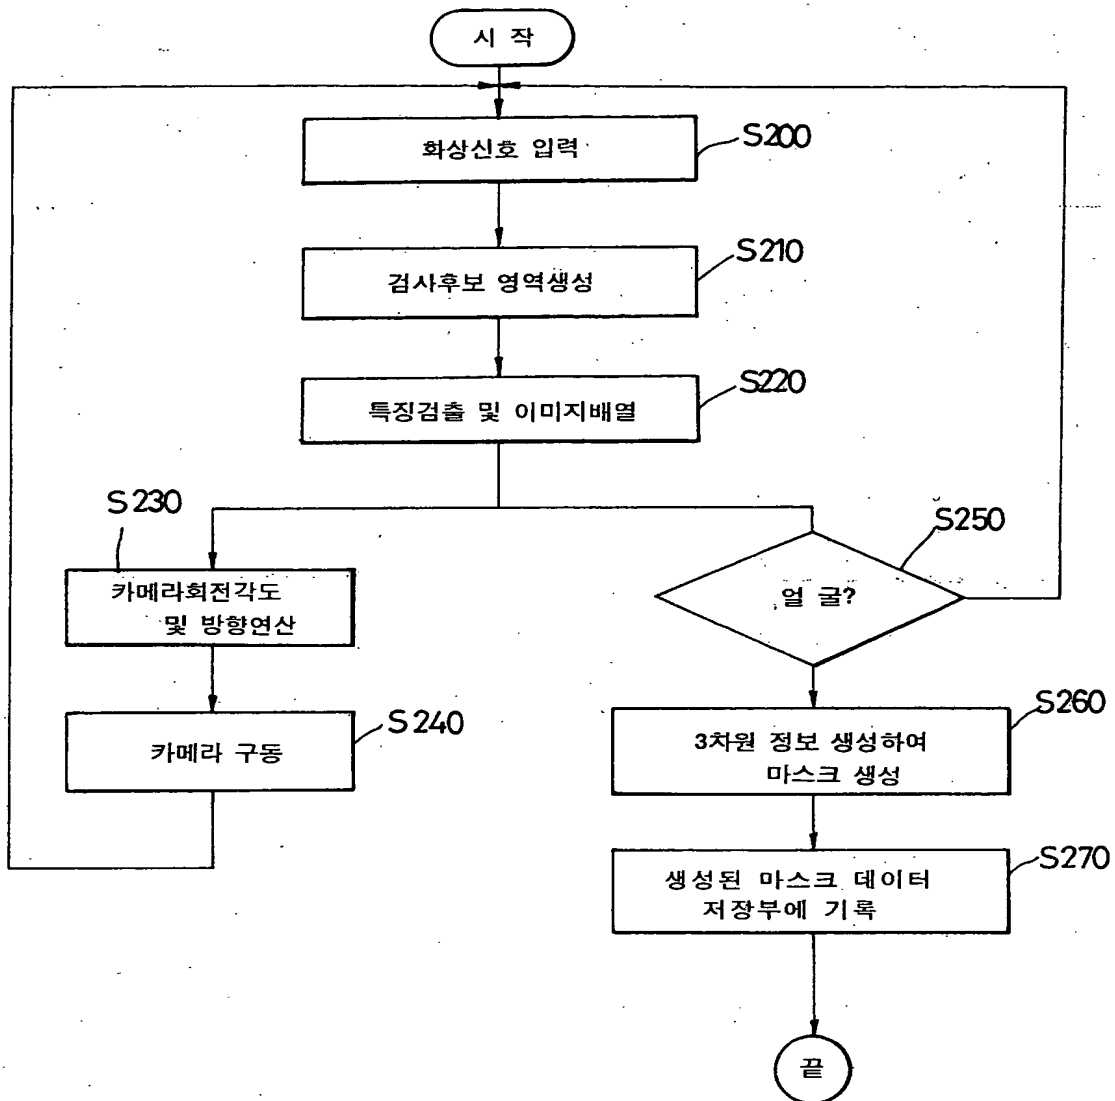 시 작
화상신호 입력
S200
검사후보 영역생성
S210
특징검출 및 이미지배열
S220
S230
카메라회전각도
및 방향연산
카메라 구동
S240
얼 굴?
S250
3차원 정보 생성하여
마스크 생성
S260
생성된 마스크 데이터
저장부에 기록
S270
끝